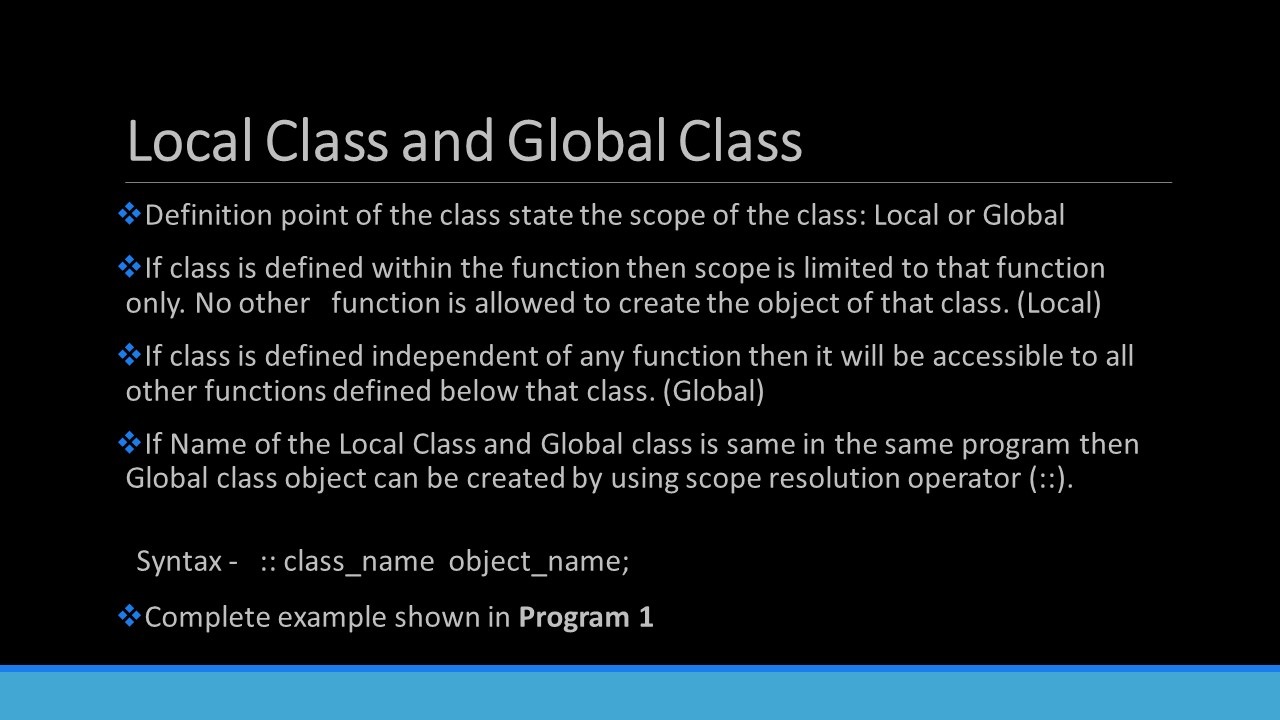 Local Class and Global Class
❖Definition point of the class state the scope of the class: Local or Global
❖If class is defined within the function then scope is limited to that function
only. No other function is allowed to create the object of that class. (Local)
❖If class is defined independent of any function then it will be accessible to all
other functions defined below that class. (Global)
❖If Name of the Local Class and Global class is same in the same program then
Global class object can be created by using scope resolution operator (::).
Syntax - :: class_name object_name;
❖Complete example shown in Program 1